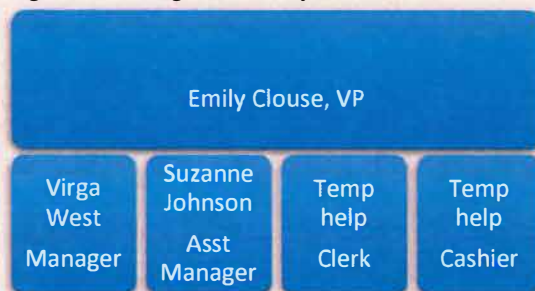 Emily Clouse, VP
Virga
West
Manager
Suzanne
Johnson
Asst
Manager
Temp
help
Clerk
Temp
help
Cashier